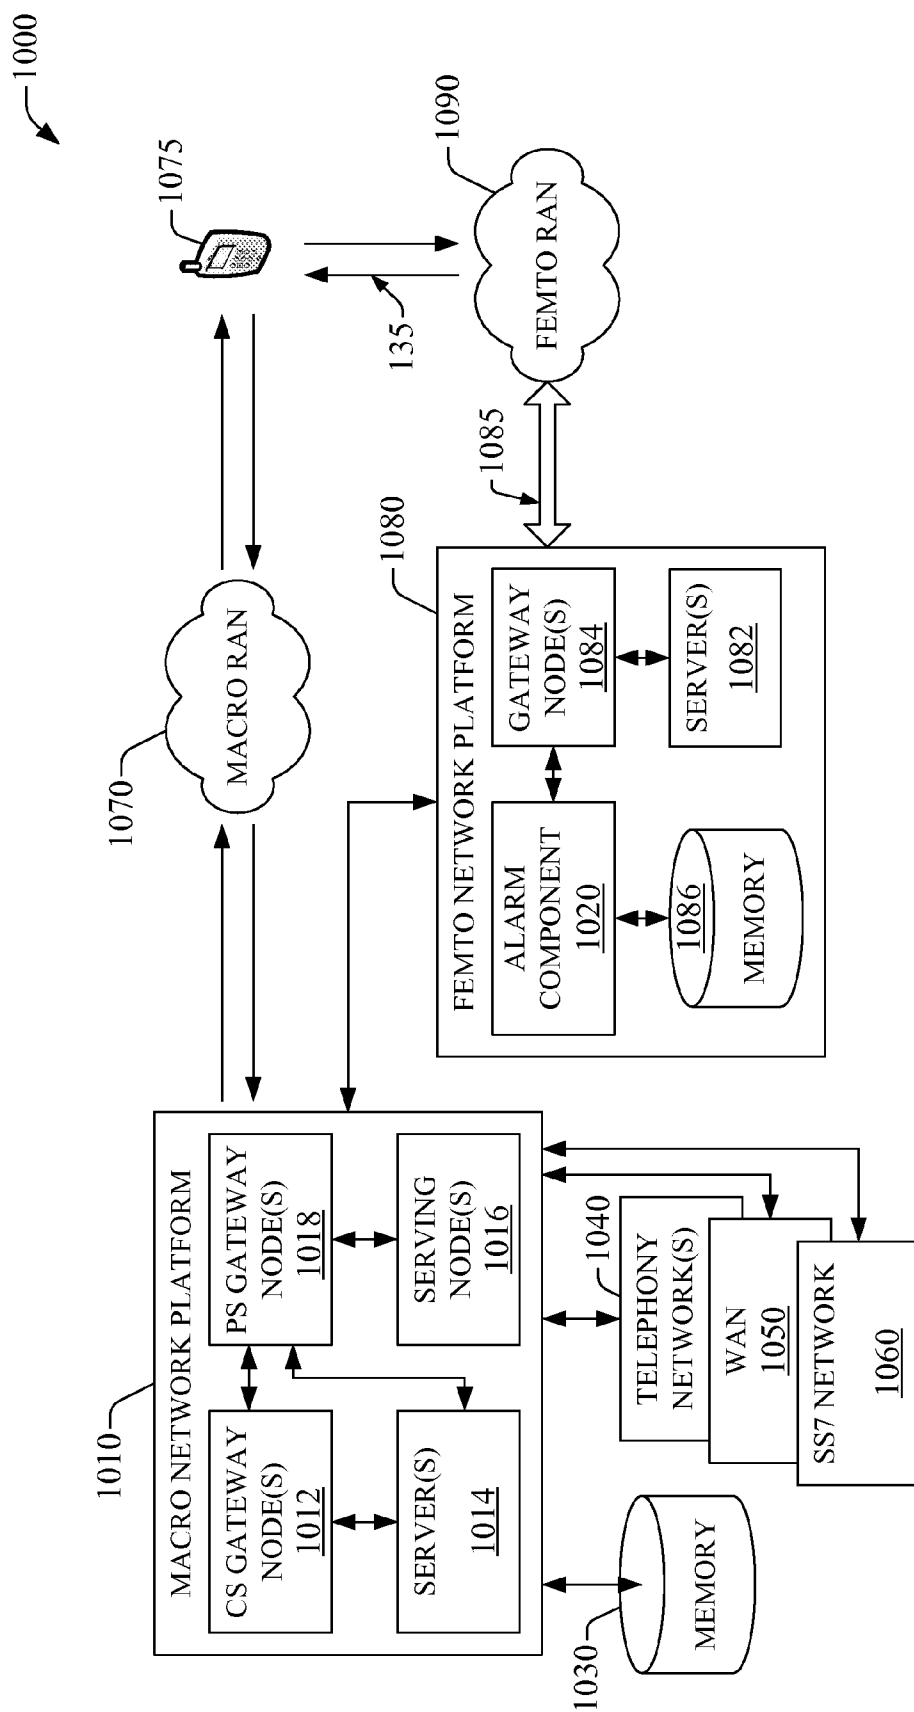 1000
1075
1070
MACRO RAN
1090
FEMTO RAN
135
1085
1010
MACRO NETWORK PLATFORM
CS GATEWAY
NODE(S)
1012
PS GATEWAY
NODE(S)
1018
SERVER(S)
1014
SERVING
NODE(S)
1016
1080
FEMTO NETWORK PLATFORM
ALARM
COMPONENT
1020
GATEWAY
NODE(S)
1084
1086
MEMORY
SERVER(S)
1082
1030
MEMORY
1040
TELEPHONY
NETWORK(S)
WAN
1050
SS7 NETWORK
1060